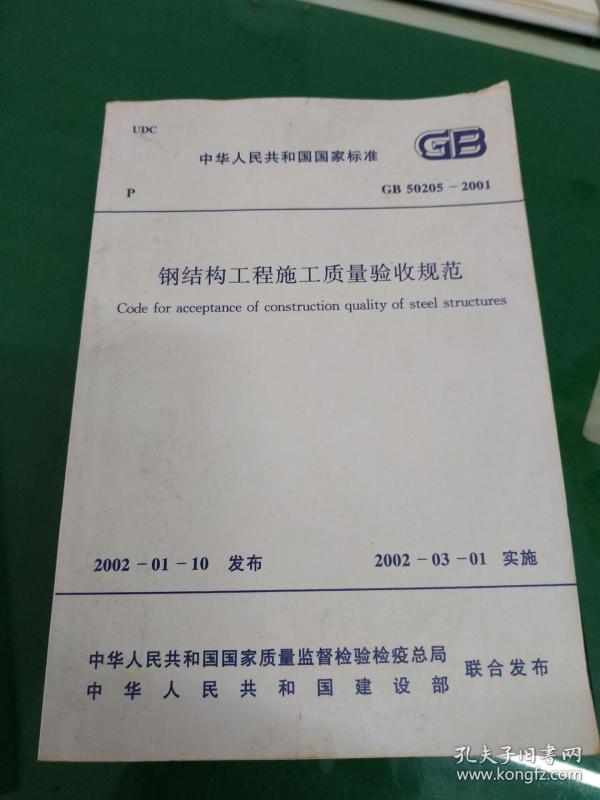 UDC
中华人民共和国国家标准
GB
P
GB 50205－2001
钢结构工程施工质量验收规范
Code for acceptance of construction quality of steel structures
2002－01－10 发布
2002－03－01 实施
中华人民共和国国家质量监督检验检疫总局
中华人民共和国建设部
联合发布
孔夫子旧书网
www.kongfz.com